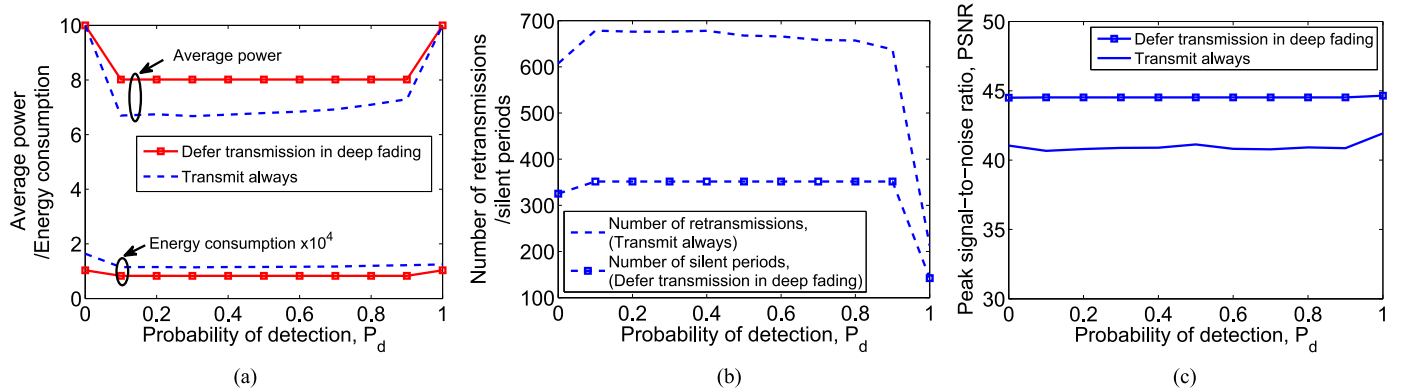 Average power
/Energy consumption
10
8
6
4
2
0
0
0.2
0.4
0.6
0.8
1
Average power
Defer transmission in deep fading
Transmit always
Energy consumption x10^4
Probability of detection, P_d
(a)
Number of retransmissions
/silent periods
700
600
500
400
300
200
100
0
0.2
0.4
0.6
0.8
1
Number of retransmissions,
(Transmit always)
Number of silent periods,
(Defer transmission in deep fading)
Probability of detection, P_d
(b)
Peak signal-to-noise ratio, PSNR
50
45
40
35
30
0
0.2
0.4
0.6
0.8
1
Defer transmission in deep fading
Transmit always
Probability of detection, P_d
(c)